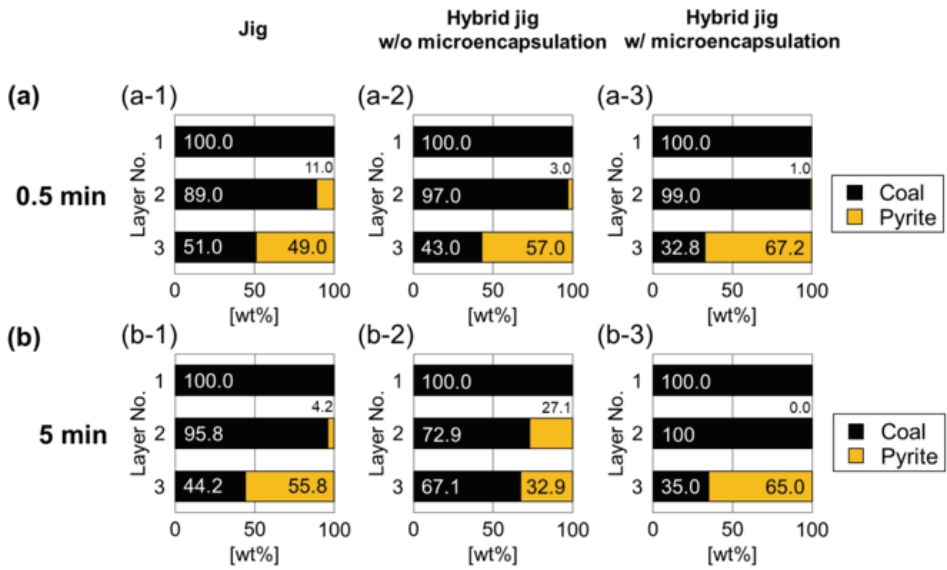 Jig
Hybrid jig
w/o microencapsulation
Hybrid jig
w/ microencapsulation
(a)
0.5 min
(a-1)
Layer No.
1
100.0
11.0
2
89.0
3
51.0 49.0
0 50 100
[wt%]
(a-2)
Layer No.
1
100.0
3.0
2
97.0
3
43.0 57.0
0 50 100
[wt%]
(a-3)
Layer No.
1
100.0
1.0
2
99.0
3
32.8 67.2
0 50 100
[wt%]
Coal
Pyrite
(b)
5 min
(b-1)
Layer No.
1
100.0
4.2
2
95.8
3
44.2 55.8
0 50 100
[wt%]
(b-2)
Layer No.
1
100.0
27.1
2
72.9
3
67.1 32.9
0 50 100
[wt%]
(b-3)
Layer No.
1
100.0
0.0
2
100
3
35.0 65.0
0 50 100
[wt%]
Coal
Pyrite